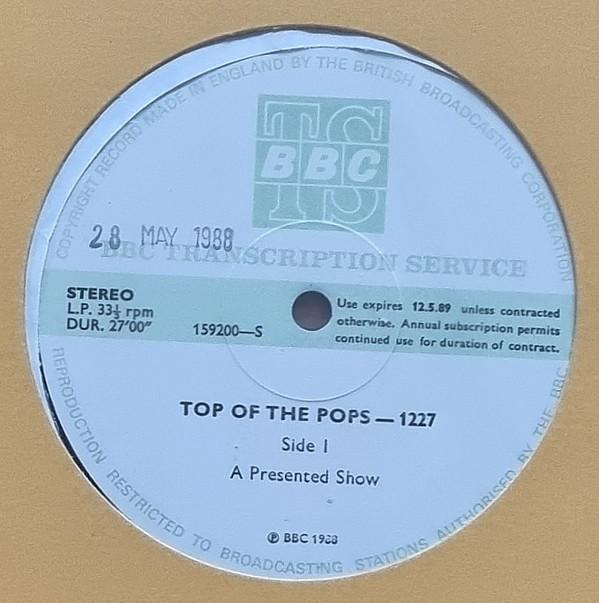 COPYRIGHT RECORD MADE IN ENGLAND BY THE BRITISH BROADCASTING CORPORATION
TS
BBC
TS
28 MAY 1988
BBC TRANSCRIPTION SERVICE
STEREO
L.P. 33⅓ rpm
DUR. 27'00"
159200—S
Use expires 12.5.89 unless contracted
otherwise. Annual subscription permits
continued use for duration of contract.
TOP OF THE POPS — 1227
Side 1
A Presented Show
℗ BBC 1988
REPRODUCTION RESTRICTED TO BROADCASTING STATIONS AUTHORISED BY THE BBC